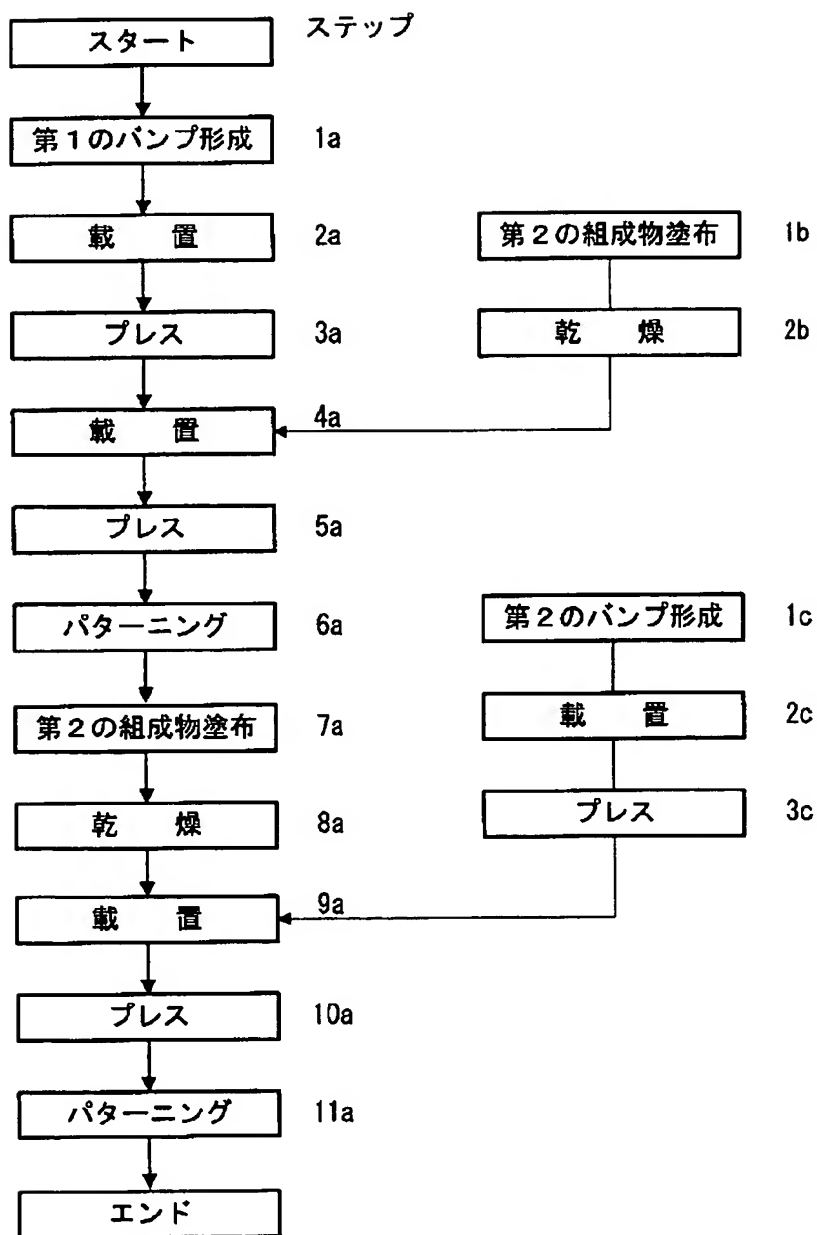 スタート
ステップ
第1のバンプ形成 1a
載 置 2a
プレス 3a
載 置 4a
プレス 5a
パターニング 6a
第2の組成物塗布 7a
乾 燥 8a
載 置 9a
プレス 10a
パターニング 11a
エンド
第2の組成物塗布 1b
乾 燥 2b
第2のバンプ形成 1c
載 置 2c
プレス 3c